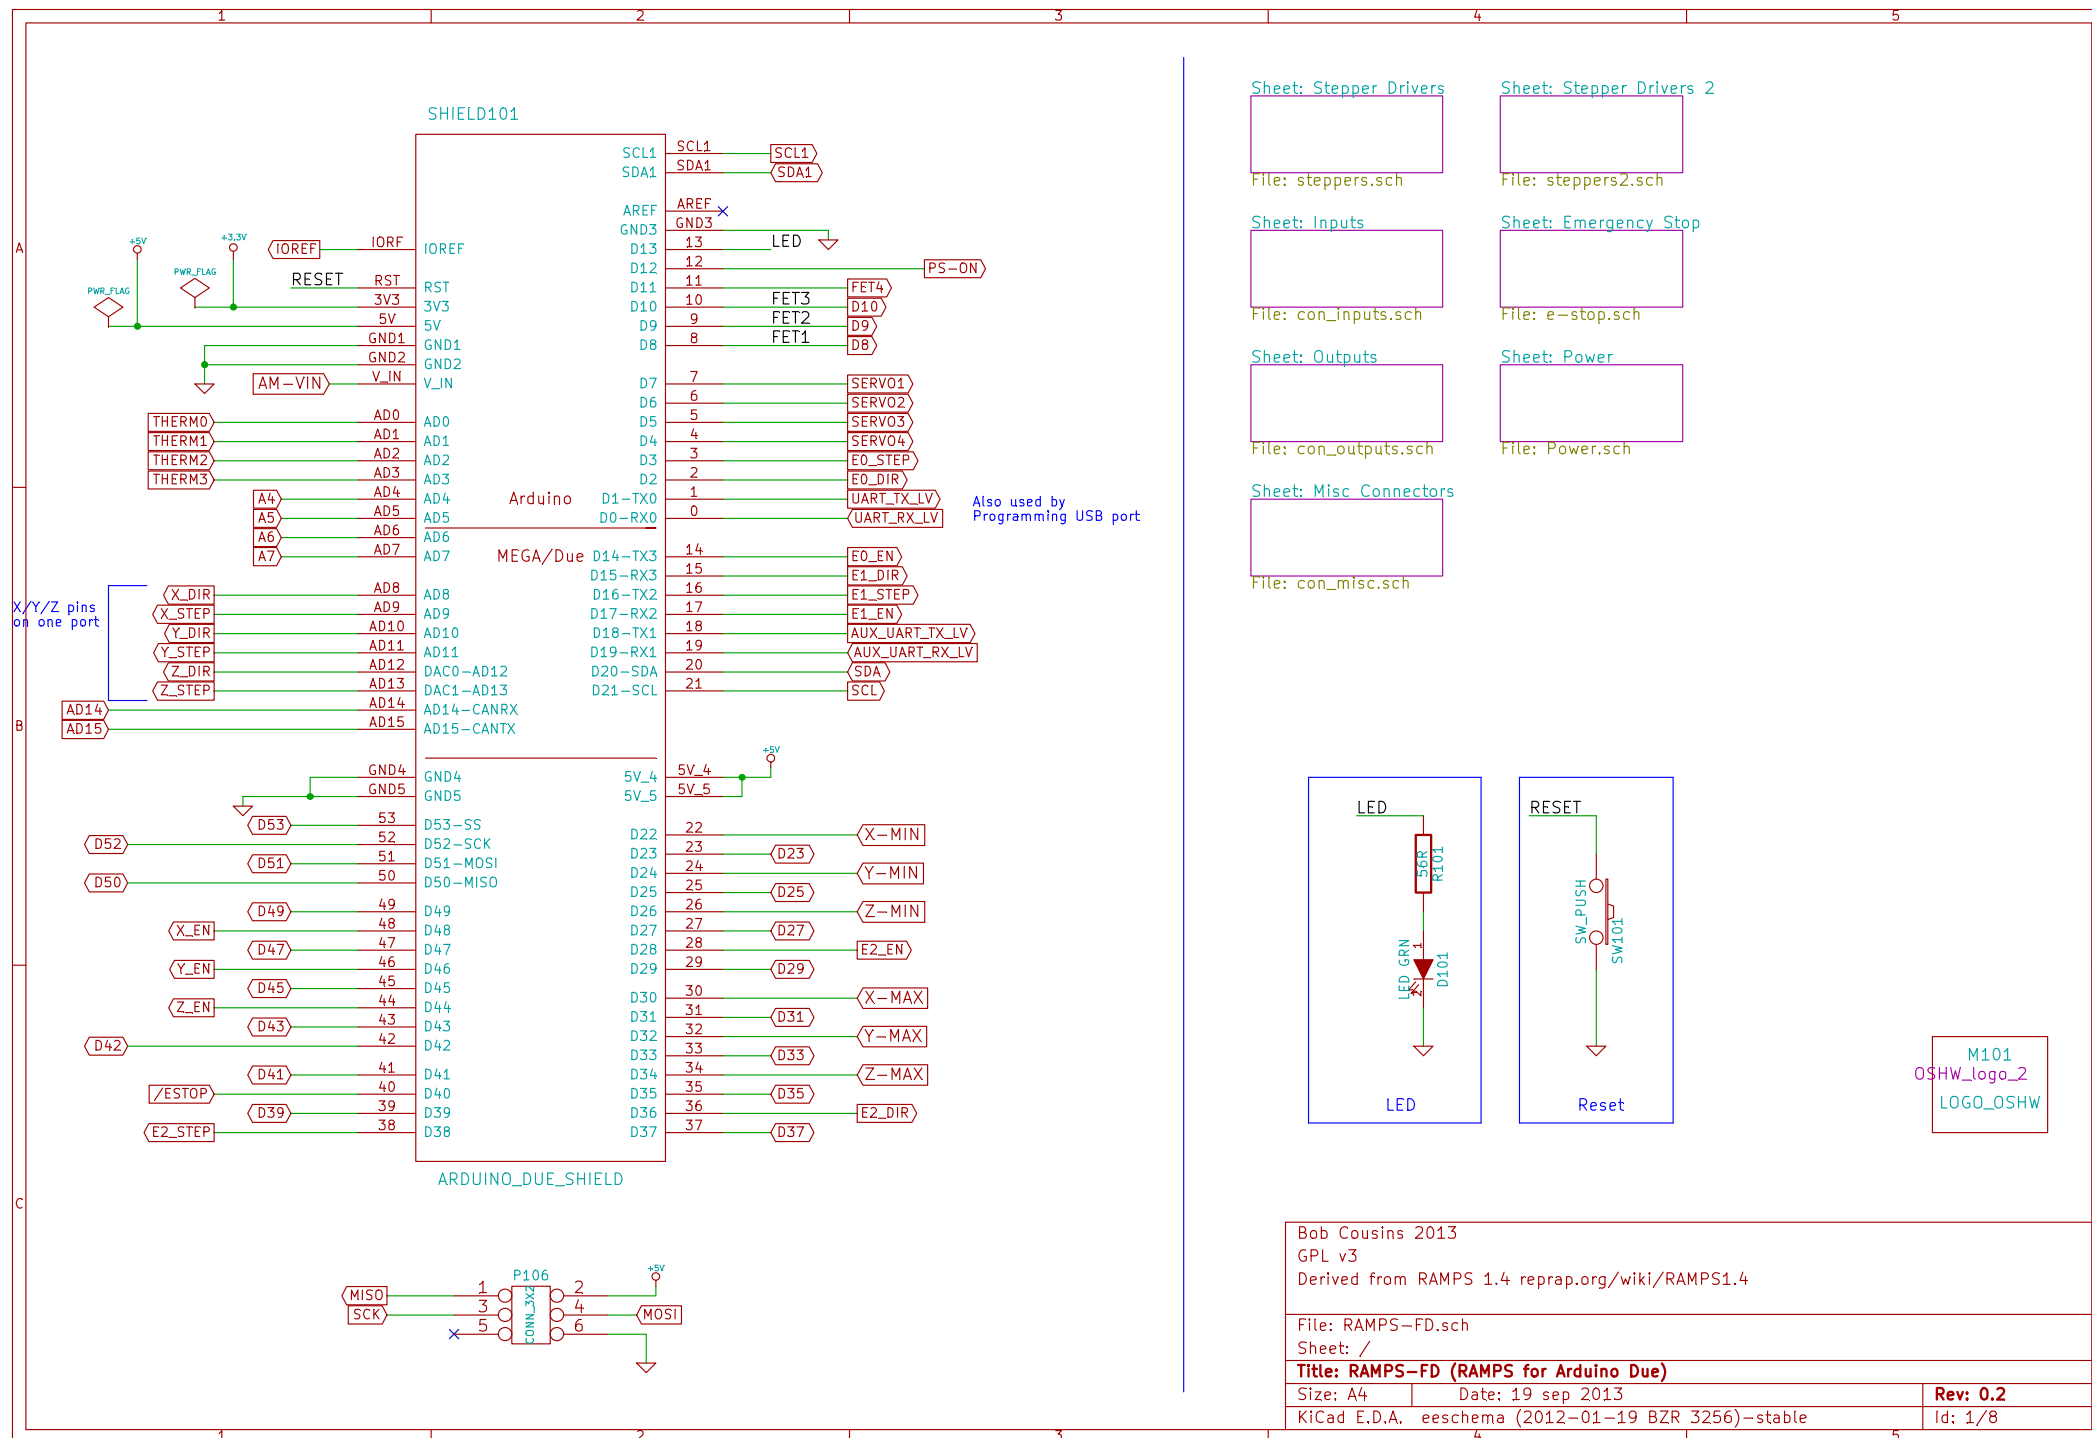 1 2 3 4 5
SHIELD101
SCL1 SCL1 SCL1
SDA1 SDA1 SDA1
AREF AREF
GND3 GND3
A +5V +3.3V IOREF IORF IOREF D13 13 LED A
D12 12 PS-ON
PWR_FLAG RESET RST RST D11 11 FET4
PWR_FLAG 3V3 3V3 D10 10 FET3 D10
5V 5V D9 9 FET2 D9
GND1 GND1 D8 8 FET1 D8
GND2 GND2
AM-VIN V_IN V_IN D7 7 SERVO1
D6 6 SERVO2
THERM0 AD0 AD0 D5 5 SERVO3
THERM1 AD1 AD1 D4 4 SERVO4
THERM2 AD2 AD2 D3 3 E0_STEP
THERM3 AD3 AD3 D2 2 E0_DIR
A4 AD4 AD4 Arduino D1-TX0 1 UART_TX_LV
A5 AD5 AD5 D0-RX0 0 UART_RX_LV
Also used by
Programming USB port
A6 AD6 AD6
A7 AD7 AD7 MEGA/Due D14-TX3 14 E0_EN
D15-RX3 15 E1_DIR
X/Y/Z pins
on one port
X_DIR AD8 AD8 D16-TX2 16 E1_STEP
X_STEP AD9 AD9 D17-RX2 17 E1_EN
Y_DIR AD10 AD10 D18-TX1 18 AUX_UART_TX_LV
Y_STEP AD11 AD11 D19-RX1 19 AUX_UART_RX_LV
Z_DIR AD12 DAC0-AD12 D20-SDA 20 SDA
Z_STEP AD13 DAC1-AD13 D21-SCL 21 SCL
AD14 AD14 AD14-CANRX
B AD15 AD15 AD15-CANTX
+5V
GND4 GND4 5V_4 5V_4
GND5 GND5 5V_5 5V_5
D53 53 D53-SS D22 22 X-MIN
D52 52 D52-SCK D23 23 D23
D51 51 D51-MOSI D24 24 Y-MIN
D50 50 D50-MISO D25 25 D25
D49 49 D49 D26 26 Z-MIN
X_EN 48 D48 D27 27 D27
D47 47 D47 D28 28 E2_EN
Y_EN 46 D46 D29 29 D29
D45 45 D45 D30 30 X-MAX
Z_EN 44 D44 D31 31 D31
D43 43 D43 D32 32 Y-MAX
D42 42 D42 D33 33 D33
D41 41 D41 D34 34 Z-MAX
/ESTOP 40 D40 D35 35 D35
D39 39 D39 D36 36 E2_DIR
E2_STEP 38 D38 D37 37 D37
ARDUINO_DUE_SHIELD
C
P106
CONN_3X2
+5V
MISO 1 2
SCK 3 4 MOSI
5 6
Sheet: Stepper Drivers
File: steppers.sch
Sheet: Stepper Drivers 2
File: steppers2.sch
Sheet: Inputs
File: con_inputs.sch
Sheet: Emergency Stop
File: e-stop.sch
Sheet: Outputs
File: con_outputs.sch
Sheet: Power
File: Power.sch
Sheet: Misc Connectors
File: con_misc.sch
LED
56R
R101
LED GRN
1
2
D101
LED
RESET
SW_PUSH
SW101
Reset
M101
OSHW_logo_2
LOGO_OSHW
Bob Cousins 2013
GPL v3
Derived from RAMPS 1.4 reprap.org/wiki/RAMPS1.4
File: RAMPS-FD.sch
Sheet: /
Title: RAMPS-FD (RAMPS for Arduino Due)
Size: A4 Date: 19 sep 2013 Rev: 0.2
KiCad E.D.A. eeschema (2012-01-19 BZR 3256)-stable Id: 1/8
1 2 3 4 5